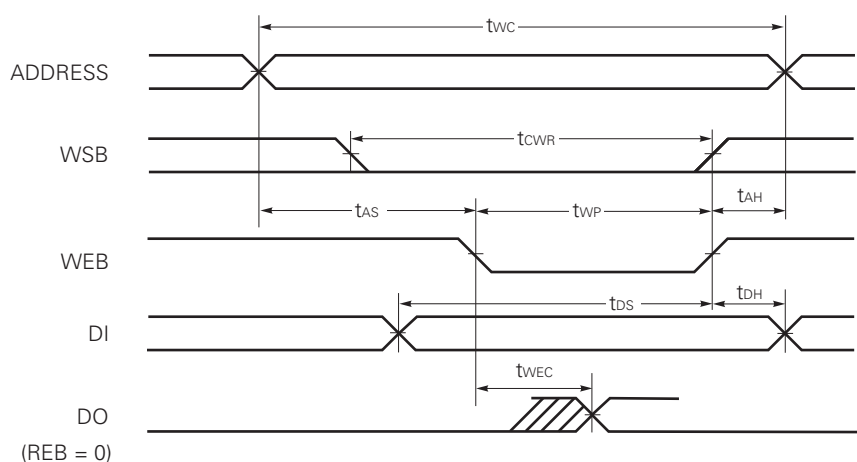 tWC
ADDRESS
tCWR
WSB
tAS
tWP
tAH
WEB
tDS
tDH
DI
tWEC
DO
(REB = 0)